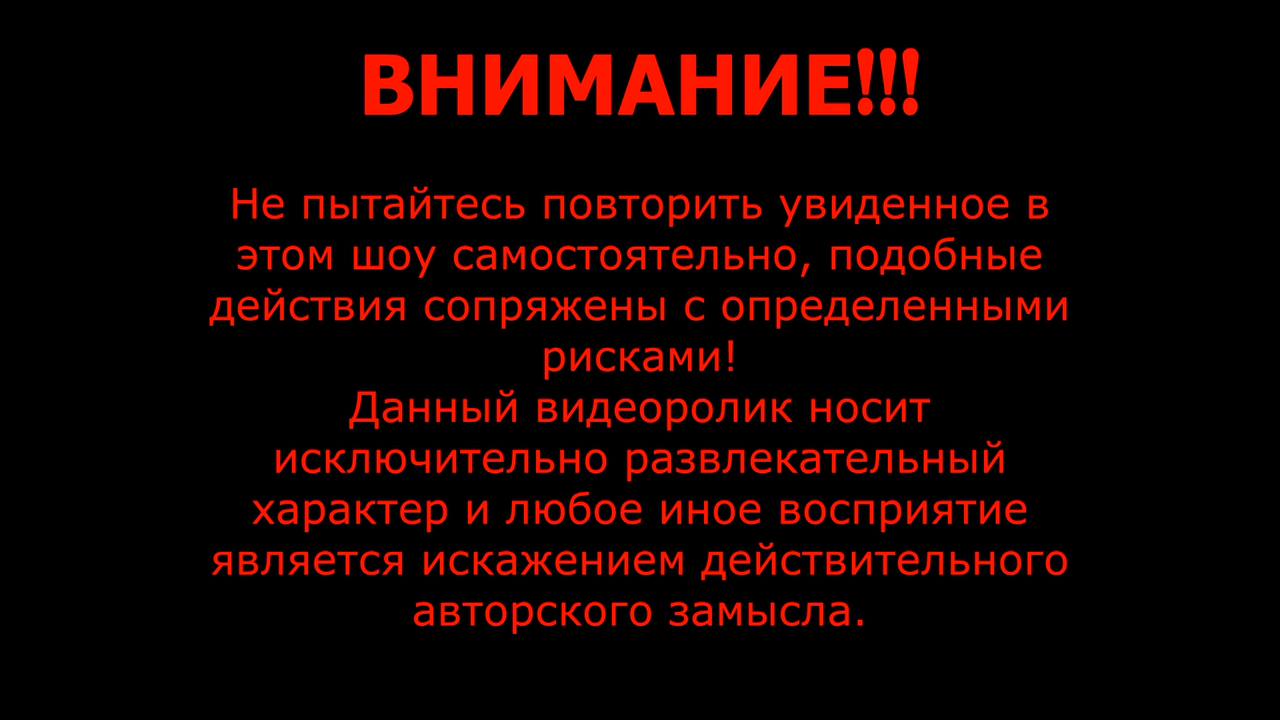 ВНИМАНИЕ!!!
Не пытайтесь повторить увиденное в
этом шоу самостоятельно, подобные
действия сопряжены с определенными
рисками!
Данный видеоролик носит
исключительно развлекательный
характер и любое иное восприятие
является искажением действительного
авторского замысла.